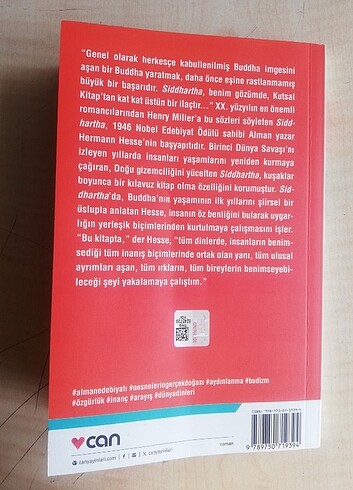 "Genel olarak herkesçe kabullenilmiş Buddha imgesini
aşan bir Buddha yaratmak, daha önce eşine rastlanmamış
büyük bir başarıdır. Siddhartha, benim gözümde, Kutsal
Kitap'tan kat kat üstün bir ilaçtır..." XX. yüzyılın en önemli
romancılarından Henry Miller'a bu sözleri söyleten Sidd-
hartha, 1946 Nobel Edebiyat Ödülü sahibi Alman yazar
Hermann Hesse'nin başyapıtıdır. Birinci Dünya Savaşı'nı
izleyen yıllarda insanları yaşamlarını yeniden kurmaya
çağıran, Doğu gizemliliğini yücelten Siddhartha, kuşaklar
boyunca bir kılavuz kitap olma özelliğini korumuştur. Sid-
dhartha'da, Buddha'nın yaşamının ilk yıllarını şiirsel bir
üslupla anlatan Hesse, insanın öz benliğini bularak uygar-
lığın yerleşik biçimlerinden kurtulmaya çalışmasını işler.
"Bu kitapta," der Hesse, "tüm dinlerde, insanların benim-
sediği tüm inanış biçimlerinde ortak olan yanı, tüm ulusal
ayrımları aşan, tüm ırkların, tüm bireylerin benimseyebi-
leceği şeyi yakalamaya çalıştım."
#almanedebiyatı #nesneleringerçekdoğası #aydınlanma #budizm
#özgürlük #inanç #arayış #dünyadinleri
can
canyayinlari.com
canyayinlari
roman
9 789750 719394